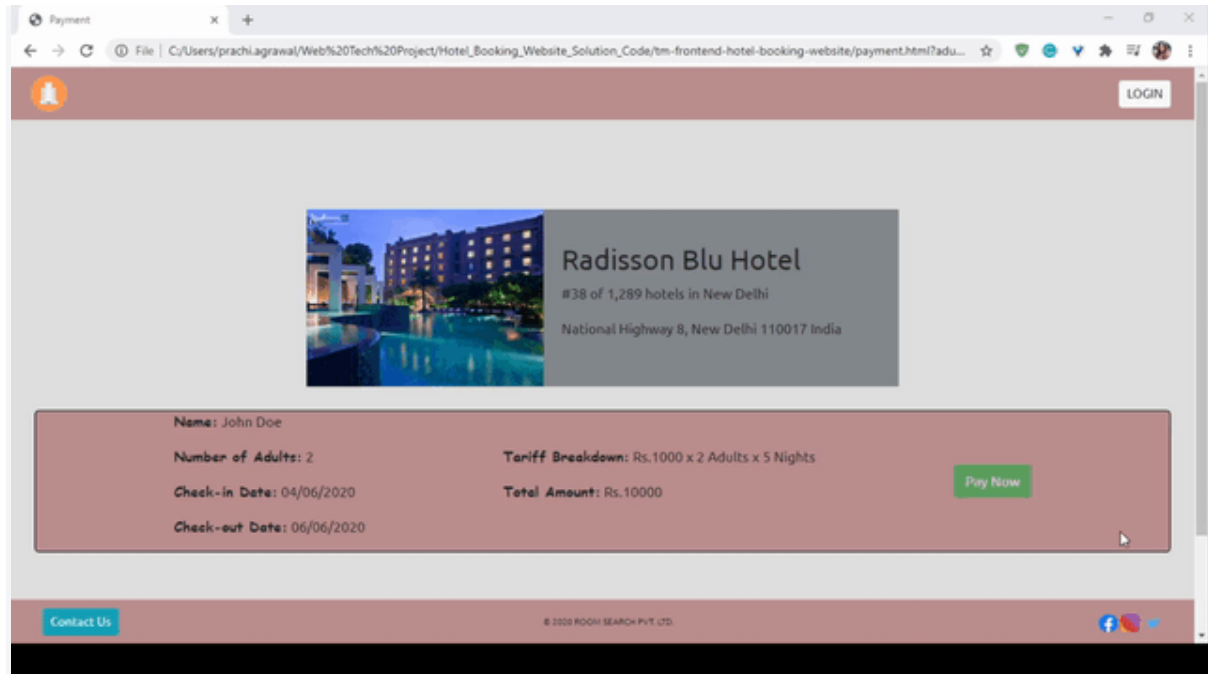 Payment
File | C:/Users/prachi.agrawal/Web%20Tech%20Project/Hotel_Booking_Website_Solution_Code/tm-frontend-hotel-booking-website/payment.html?adu...
LOGIN
Radisson Blu Hotel
#38 of 1,289 hotels in New Delhi
National Highway 8, New Delhi 110017 India
Name: John Doe
Number of Adults: 2
Tariff Breakdown: Rs.1000 x 2 Adults x 5 Nights
Check-in Date: 04/06/2020
Total Amount: Rs.10000
Pay Now
Check-out Date: 06/06/2020
Contact Us
© 2020 ROOM SEARCH PVT. LTD.